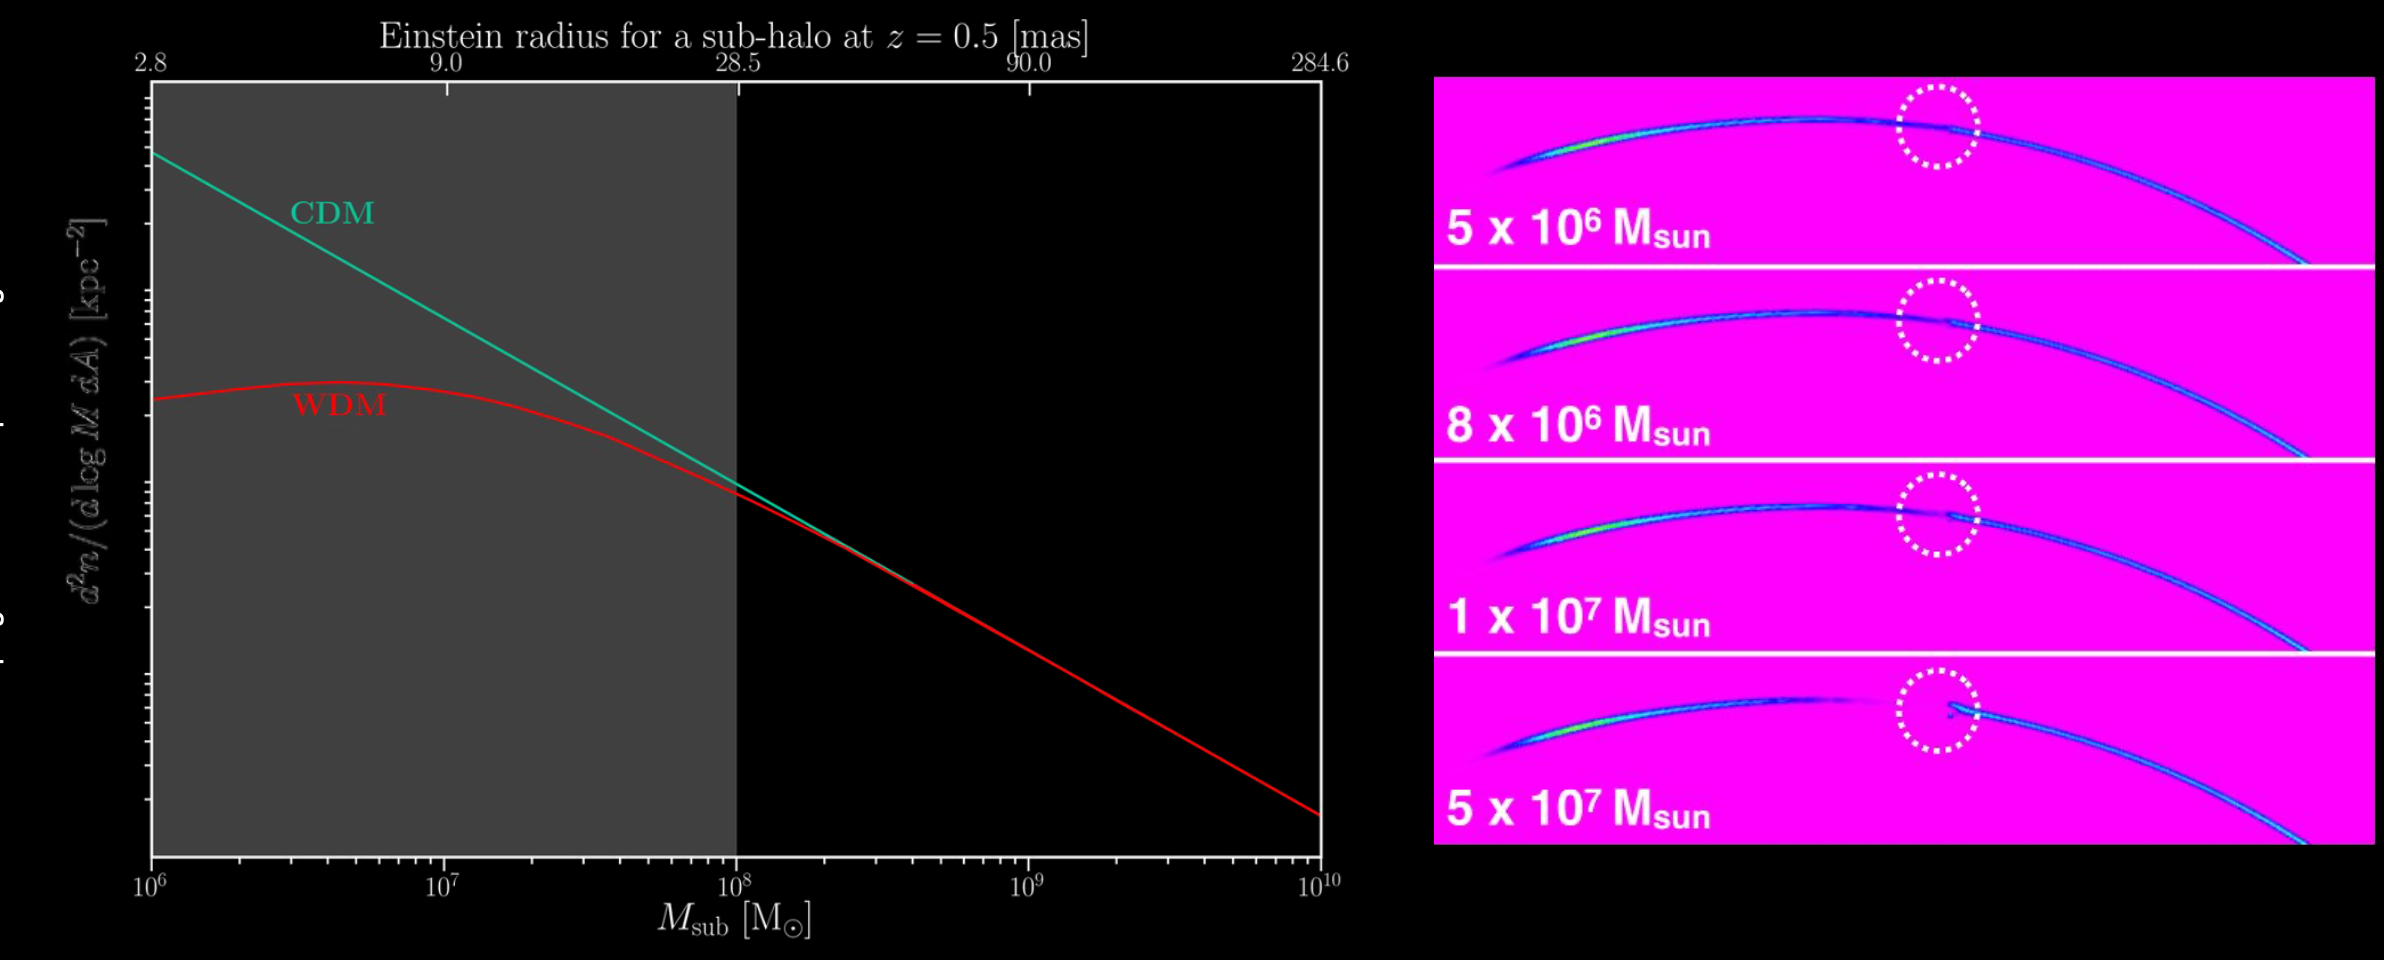 Einstein radius for a sub-halo at z = 0.5 [mas]
2.8 9.0 28.5 90.0 284.6
CDM
WDM
d²n/(d log M dA) [kpc⁻²]
10⁶ 10⁷ 10⁸ 10⁹ 10¹⁰
M_sub [M_⊙]
5 x 10⁶ M_sun
8 x 10⁶ M_sun
1 x 10⁷ M_sun
5 x 10⁷ M_sun